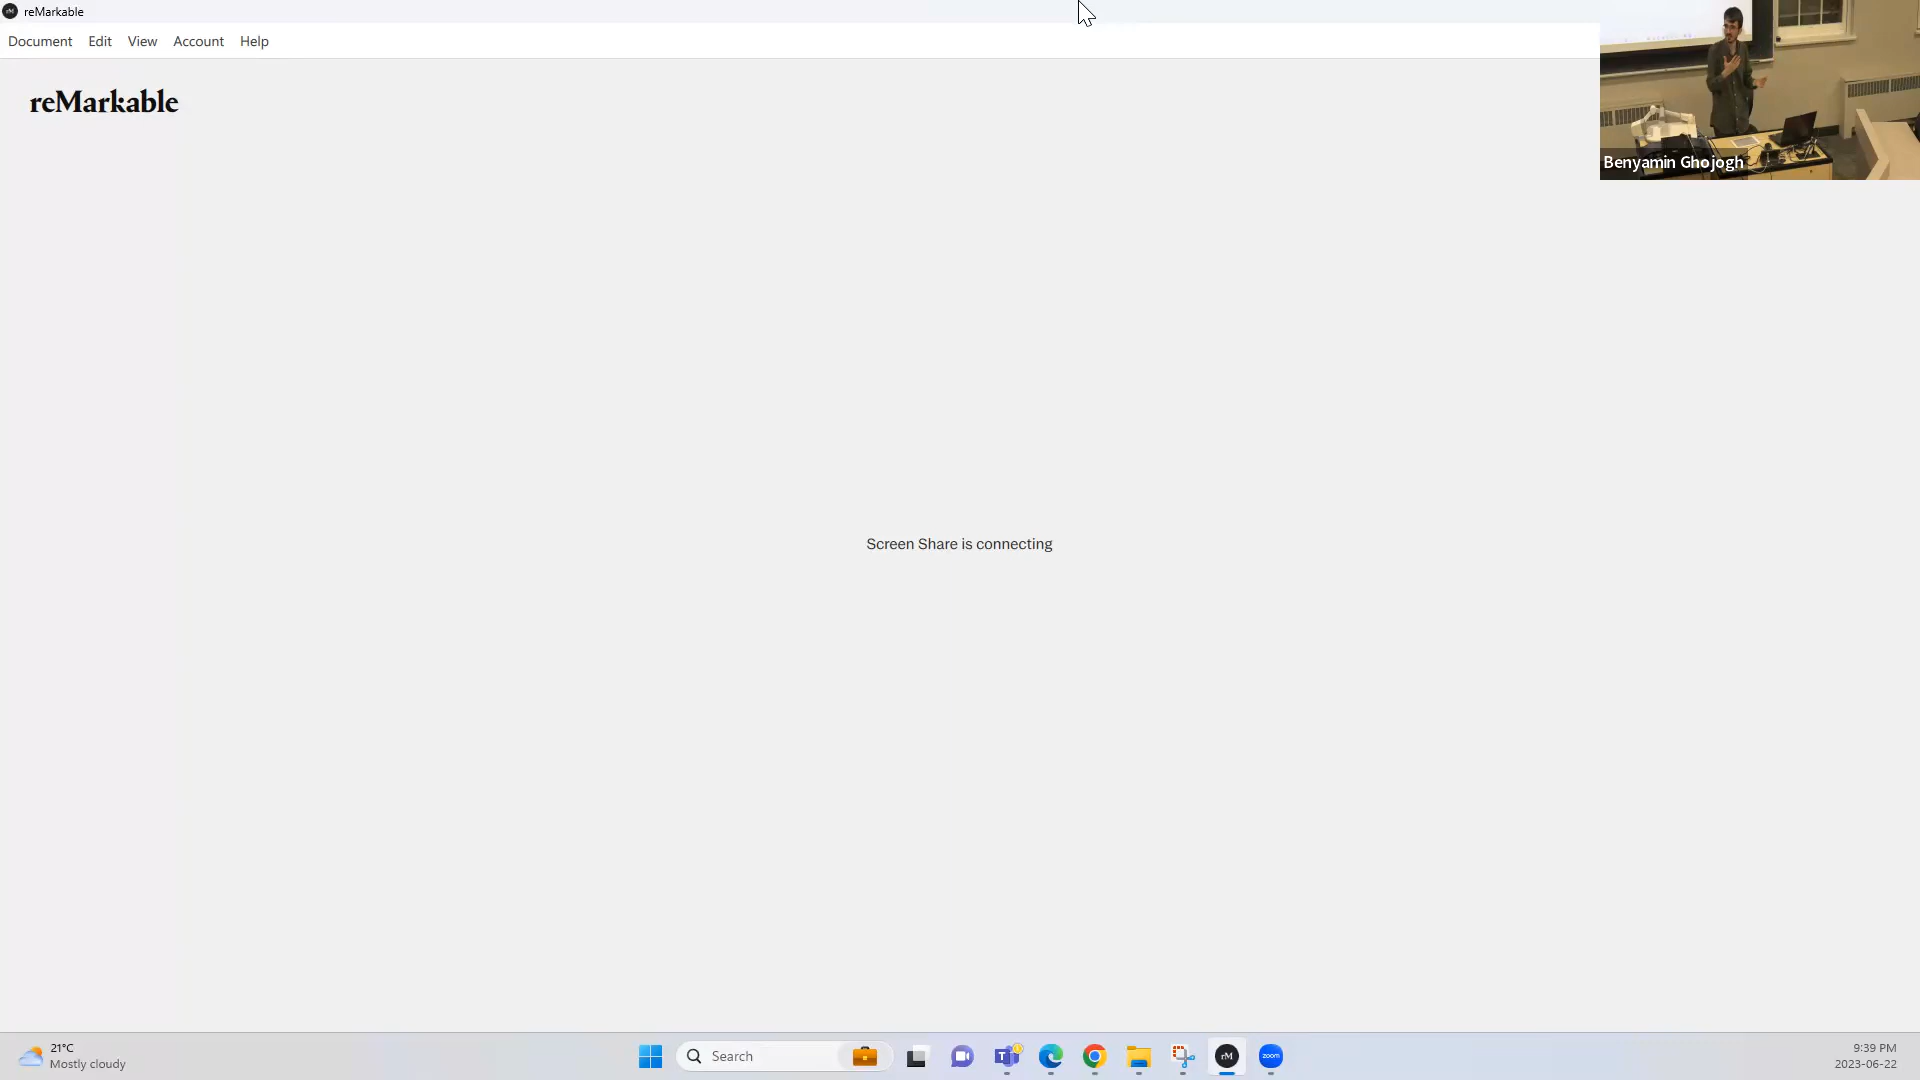 reMarkable
Document Edit View Account Help
reMarkable
Benyamin Ghojogh
Screen Share is connecting
21°C
Mostly cloudy
Search
zoom
9:39 PM
2023-06-22